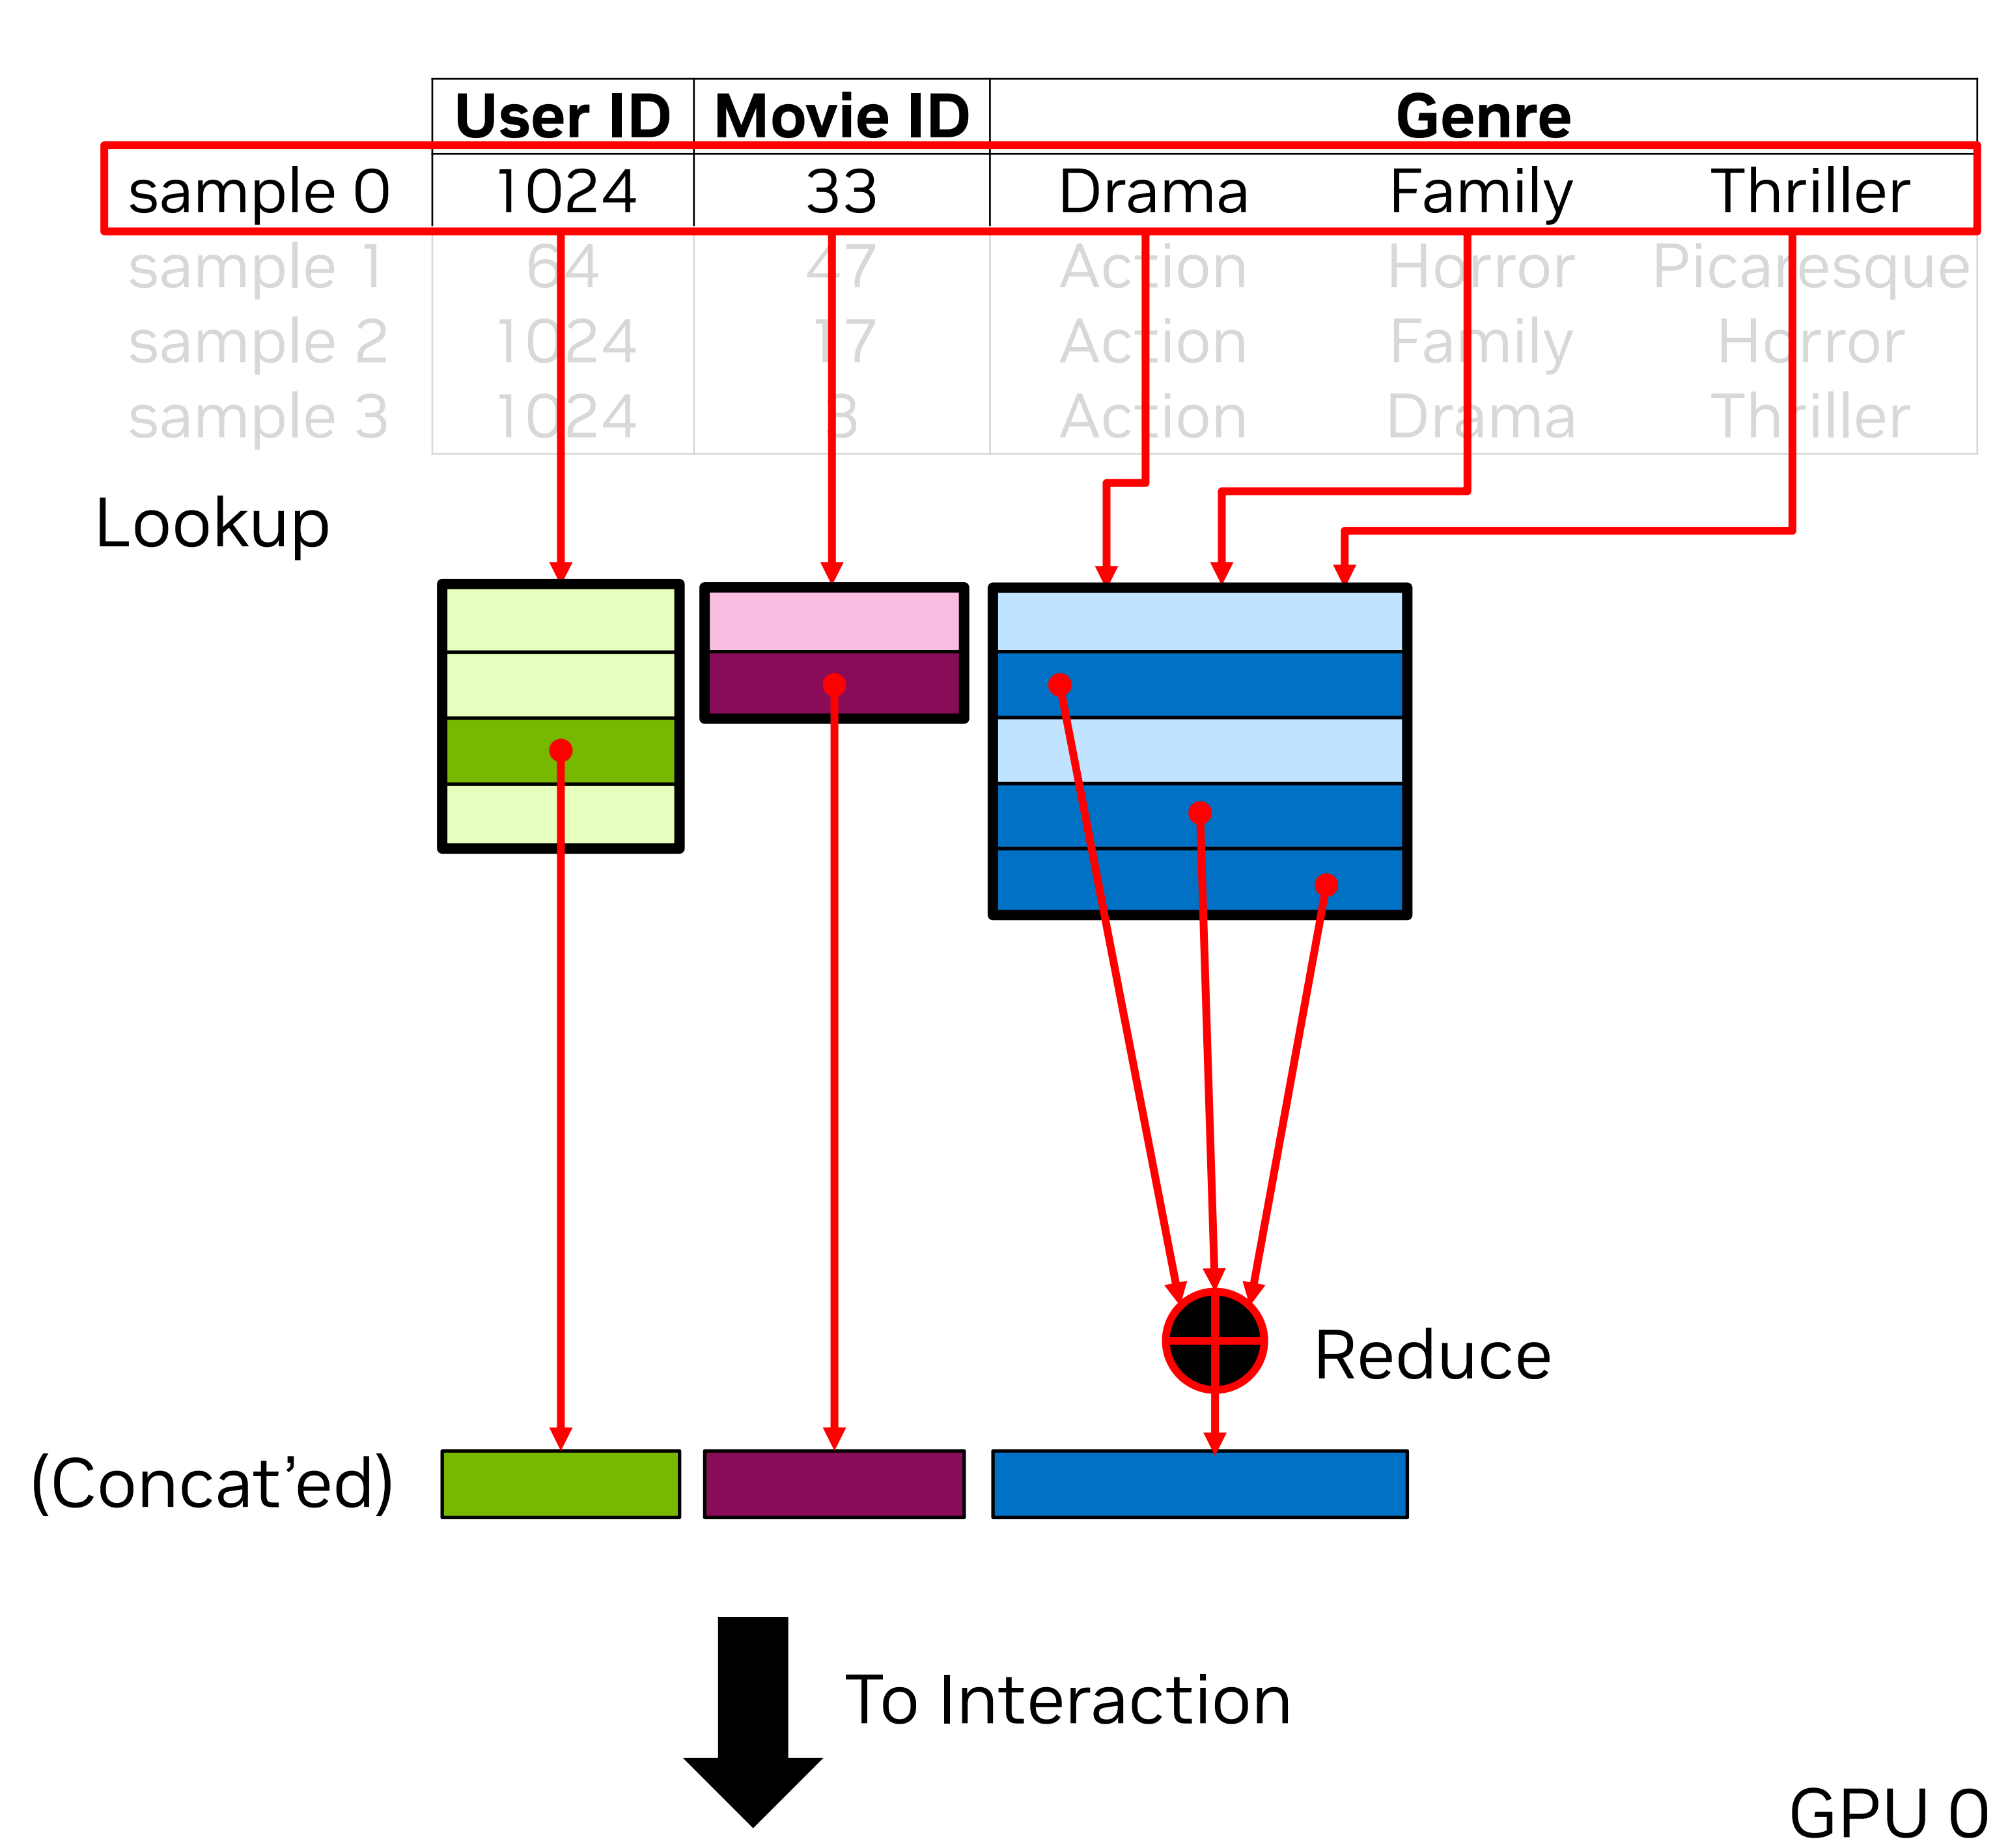 User ID Movie ID Genre
sample 0 1024 33 Drama Family Thriller
sample 1 64 47 Action Horror Picaresque
sample 2 1024 17 Action Family Horror
sample 3 1024 3 Action Drama Thriller
Lookup
Reduce
(Concat'ed)
To Interaction
GPU 0